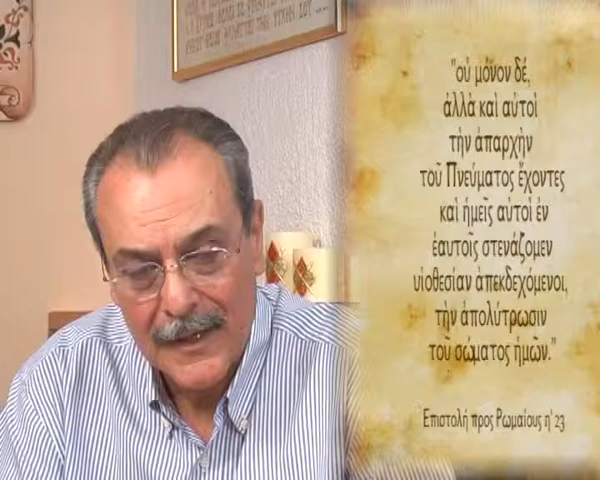 "οὐ μόνον δέ,
ἀλλὰ καὶ αὐτοὶ
τὴν ἀπαρχὴν
τοῦ Πνεύματος ἔχοντες
καὶ ἡμεῖς αὐτοὶ ἐν
ἑαυτοῖς στενάζομεν
υἱοθεσίαν ἀπεκδεχόμενοι,
τὴν ἀπολύτρωσιν
τοῦ σώματος ἡμῶν."
Επιστολή προς Ρωμαίους η' 23